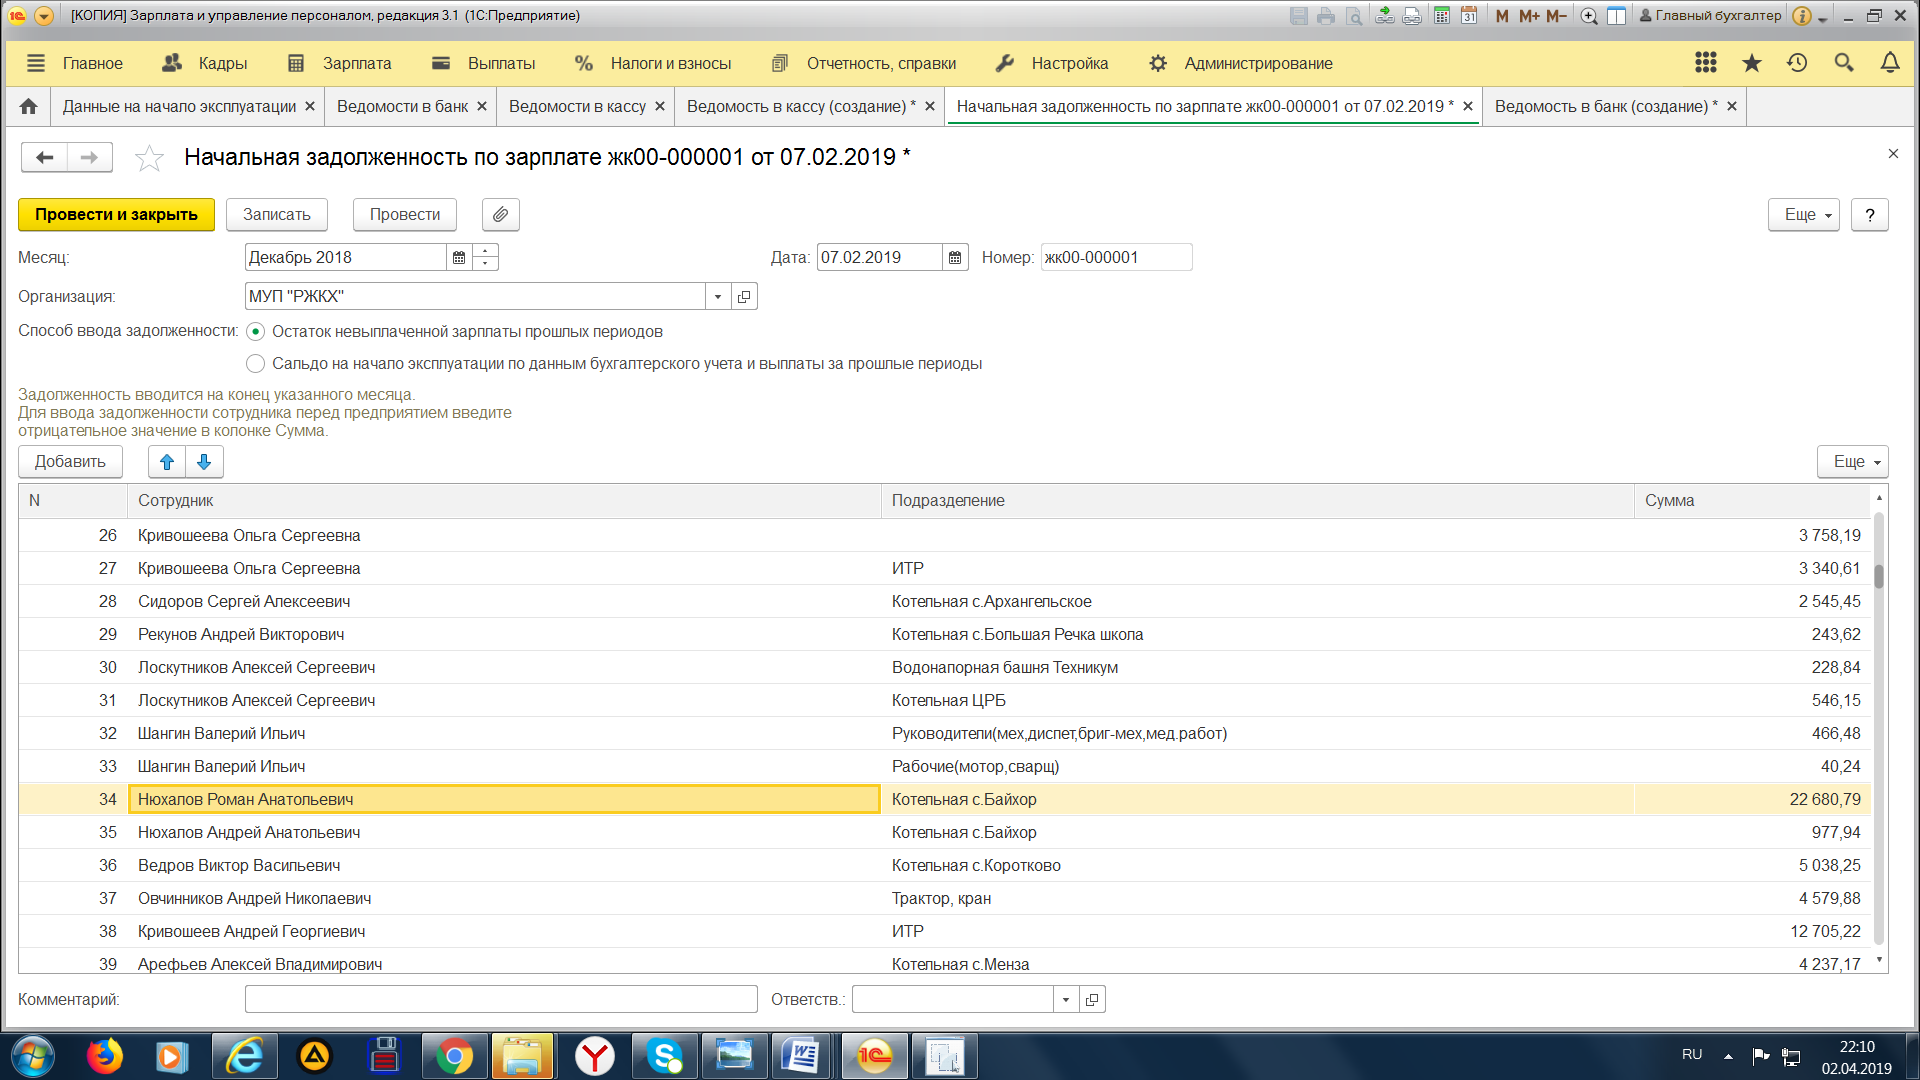 [КОПИЯ] Зарплата и управление персоналом, редакция 3.1 (1С:Предприятие)
M M+ M- Главный бухгалтер
Главное Кадры Зарплата Выплаты % Налоги и взносы Отчетность, справки Настройка Администрирование
Данные на начало эксплуатации × Ведомости в банк × Ведомости в кассу × Ведомость в кассу (создание) * × Начальная задолженность по зарплате жк00-000001 от 07.02.2019 * × Ведомость в банк (создание) * ×
Начальная задолженность по зарплате жк00-000001 от 07.02.2019 *
Провести и закрыть Записать Провести Еще ?
Месяц: Декабрь 2018 Дата: 07.02.2019 Номер: жк00-000001
Организация: МУП "РЖКХ"
Способ ввода задолженности: Остаток невыплаченной зарплаты прошлых периодов
Сальдо на начало эксплуатации по данным бухгалтерского учета и выплаты за прошлые периоды
Задолженность вводится на конец указанного месяца.
Для ввода задолженности сотрудника перед предприятием введите
отрицательное значение в колонке Сумма.
Добавить Еще
N Сотрудник Подразделение Сумма
26 Кривошеева Ольга Сергеевна 3 758,19
27 Кривошеева Ольга Сергеевна ИТР 3 340,61
28 Сидоров Сергей Алексеевич Котельная с.Архангельское 2 545,45
29 Рекунов Андрей Викторович Котельная с.Большая Речка школа 243,62
30 Лоскутников Алексей Сергеевич Водонапорная башня Техникум 228,84
31 Лоскутников Алексей Сергеевич Котельная ЦРБ 546,15
32 Шангин Валерий Ильич Руководители(мех,диспет,бриг-мех,мед.работ) 466,48
33 Шангин Валерий Ильич Рабочие(мотор,сварщ) 40,24
34 Нюхалов Роман Анатольевич Котельная с.Байхор 22 680,79
35 Нюхалов Андрей Анатольевич Котельная с.Байхор 977,94
36 Ведров Виктор Васильевич Котельная с.Коротково 5 038,25
37 Овчинников Андрей Николаевич Трактор, кран 4 579,88
38 Кривошеев Андрей Георгиевич ИТР 12 705,22
39 Арефьев Алексей Владимирович Котельная с.Менза 4 237,17
Комментарий: Ответств.:
RU 22:10
02.04.2019